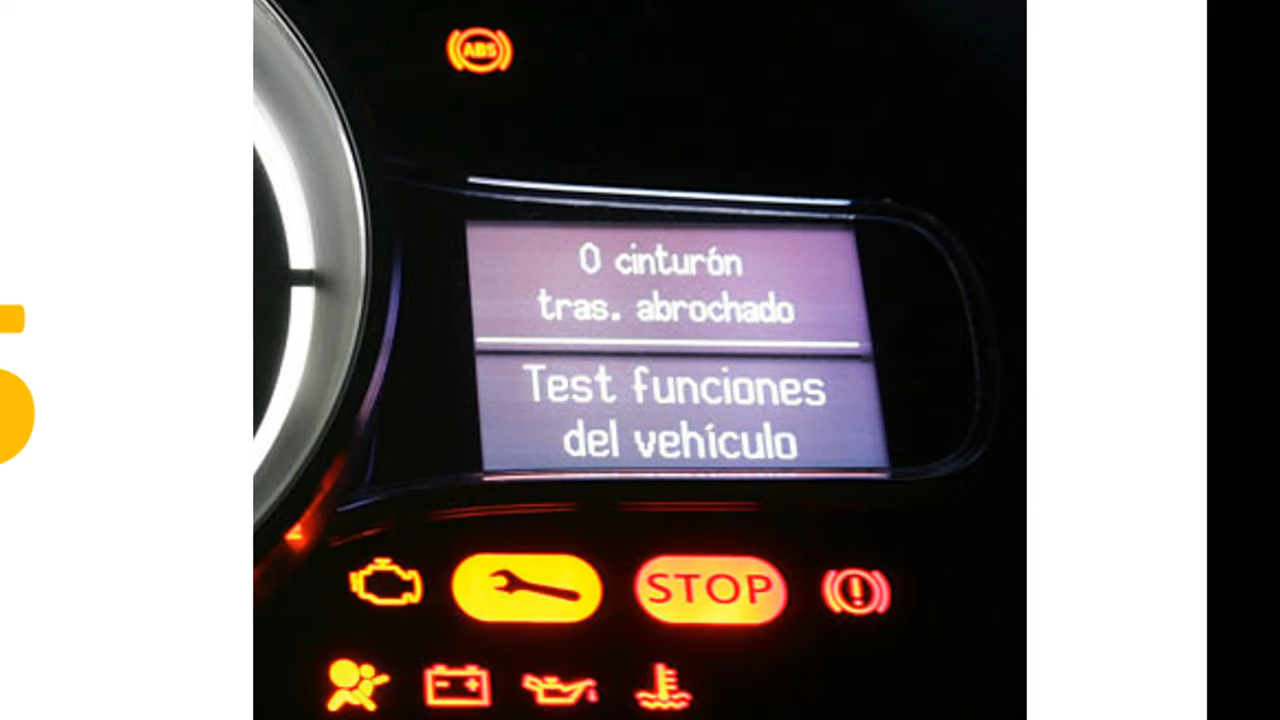 ABS
0 cinturón
tras. abrochado
Test funciones
del vehículo
STOP